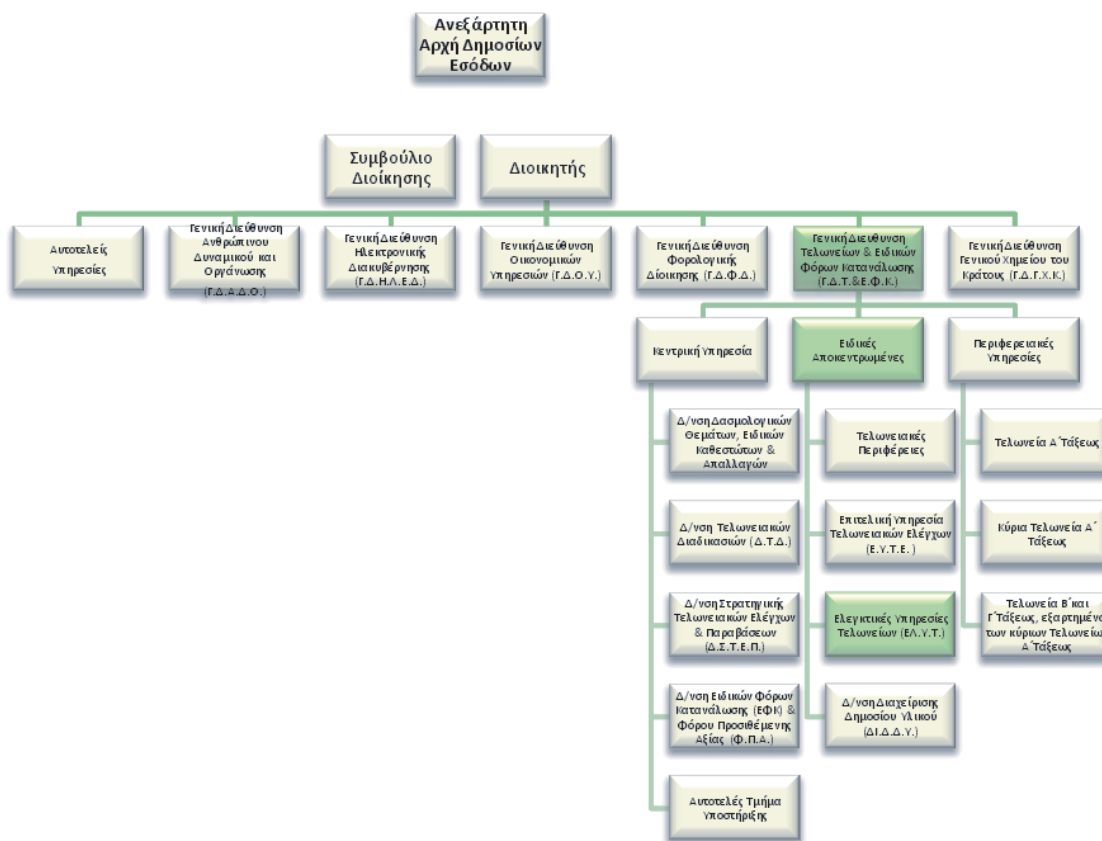 Ανεξάρτητη
Αρχή Δημοσίων
Εσόδων
Συμβούλιο
Διοίκησης
Διοικητής
Αυτοτελείς
Υπηρεσίες
Γενική Διεύθυνση
Ανθρώπινου
Δυναμικού και
Οργάνωσης
(Γ.Δ.Α.Δ.Ο.)
Γενική Διεύθυνση
Ηλεκτρονικής
Διακυβέρνησης
(Γ.Δ.Η.Λ.Ε.Δ.)
Γενική Διεύθυνση
Οικονομικών
Υπηρεσιών (Γ.Δ.Ο.Υ.)
Γενική Διεύθυνση
Φορολογικής
Δίοικησης (Γ.Δ.Φ.Δ.)
Γενική Διευθυνση
Τελωνείων & Ειδικών
Φόρων Κατανάλωσης
(Γ.Δ.Τ.&Ε.Φ.Κ.)
Γενική Διεύθυνση
Γενικού Χημείου του
Κράτους (Γ.Δ.Γ.Χ.Κ.)
Κεντρική Υπηρεσία
Ειδικές
Αποκεντρωμένες
Περιφερειακές
Υπηρεσίες
Δ/νση Δασμολογικών
Θεμάτων, Ειδικών
Καθεστώτων &
Απαλλαγών
Δ/νση Τελωνειακών
Διαδικασιών (Δ.Τ.Δ.)
Δ/νση Στρατηγικής
Τελωνειακών Ελέγχων
& Παραβάσεων
(Δ.Σ.Τ.Ε.Π.)
Δ/νση Ειδικών Φόρων
Κατανάλωσης (ΕΦΚ) &
Φόρου Προσιθέμενης
Αξίας (Φ.Π.Α.)
Αυτοτελές Τμήμα
Υποστήριξης
Τελωνειακές
Περιφέρειες
Επιτελική Υπηρεσία
Τελωνειακών Ελέγχων
(Ε.Υ.Τ.Ε.)
Ελεγκτικές Υπηρεσίες
Τελωνείων (ΕΛ.Υ.Τ.)
Δ/νση Διαχείρισης
Δημοσίου Υλικού
(ΔΙ.Δ.Δ.Υ.)
Τελωνεία Α΄Τάξεως
Κύρια Τελωνεία Α΄
Τάξεως
Τελωνεία Β΄και
Γ΄Τάξεως, εξαρτημένα
των κύριων Τελωνείων
Α΄Τάξεως